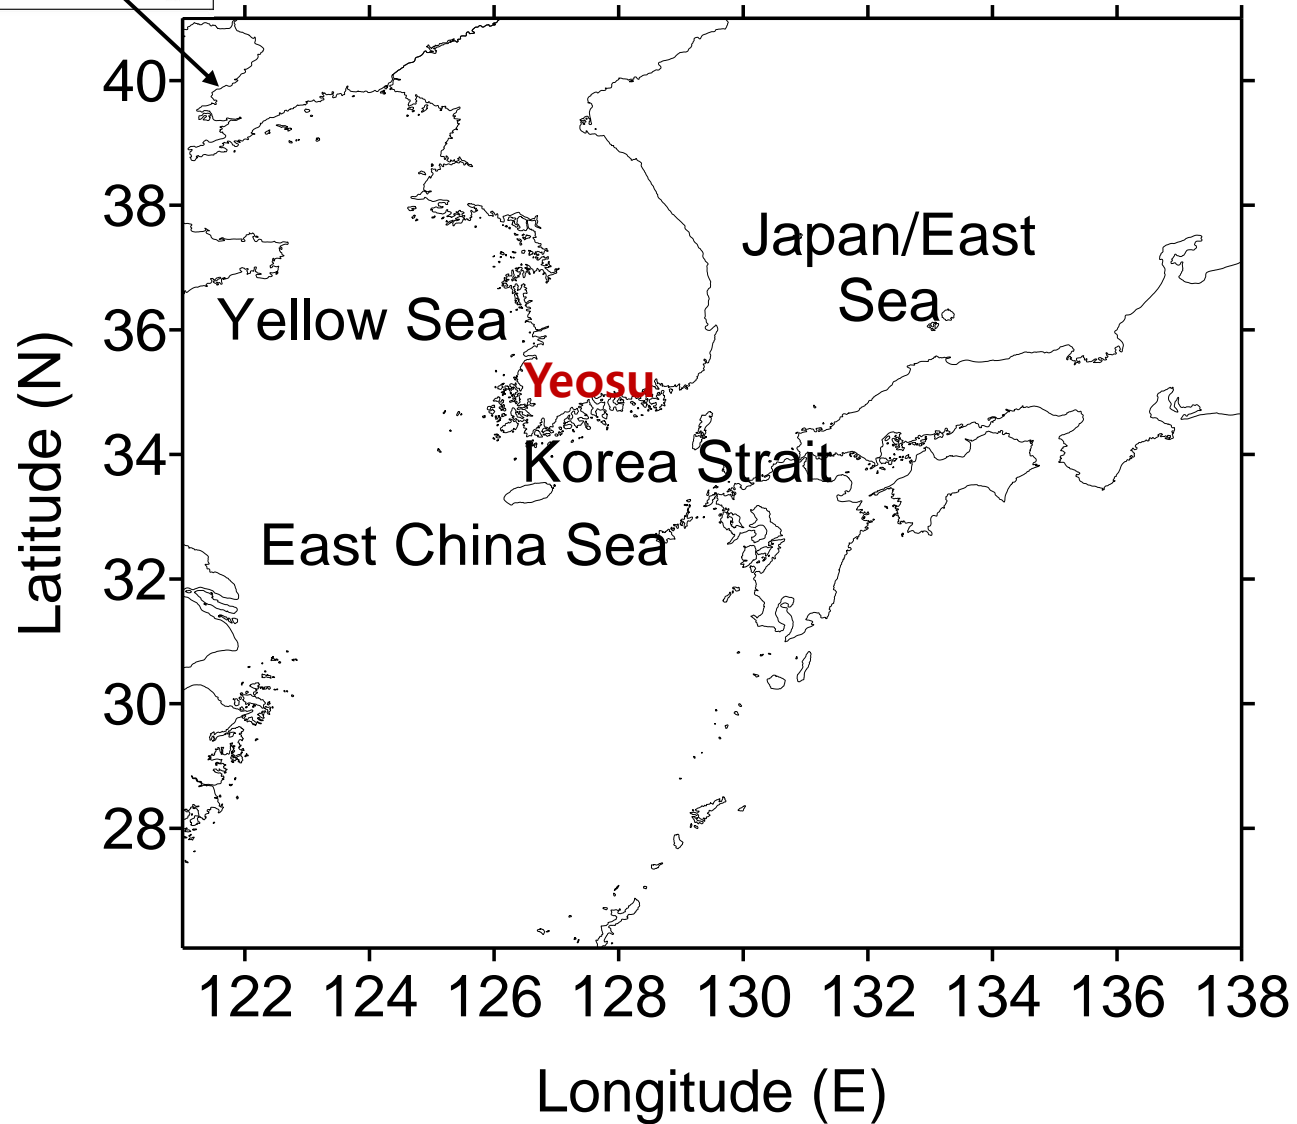 40
38
36
34
32
30
28
Latitude (N)
Japan/East
Sea
Yellow Sea
Yeosu
Korea Strait
East China Sea
122 124 126 128 130 132 134 136 138
Longitude (E)